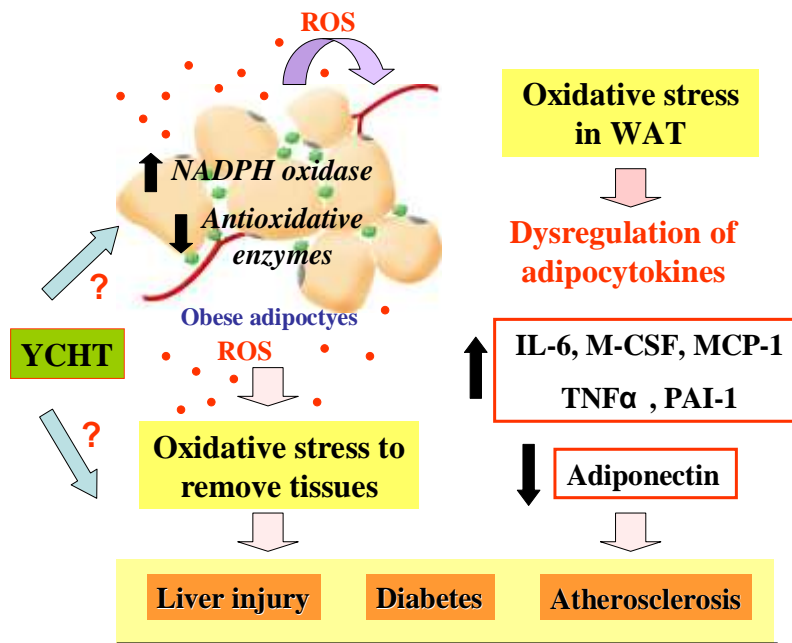 ROS
NADPH oxidase
Antioxidative
enzymes
?
Obese adipoctyes
YCHT
ROS
?
Oxidative stress to
remove tissues
Oxidative stress
in WAT
Dysregulation of
adipocytokines
IL-6, M-CSF, MCP-1
TNFα , PAI-1
Adiponectin
Liver injury
Diabetes
Atherosclerosis